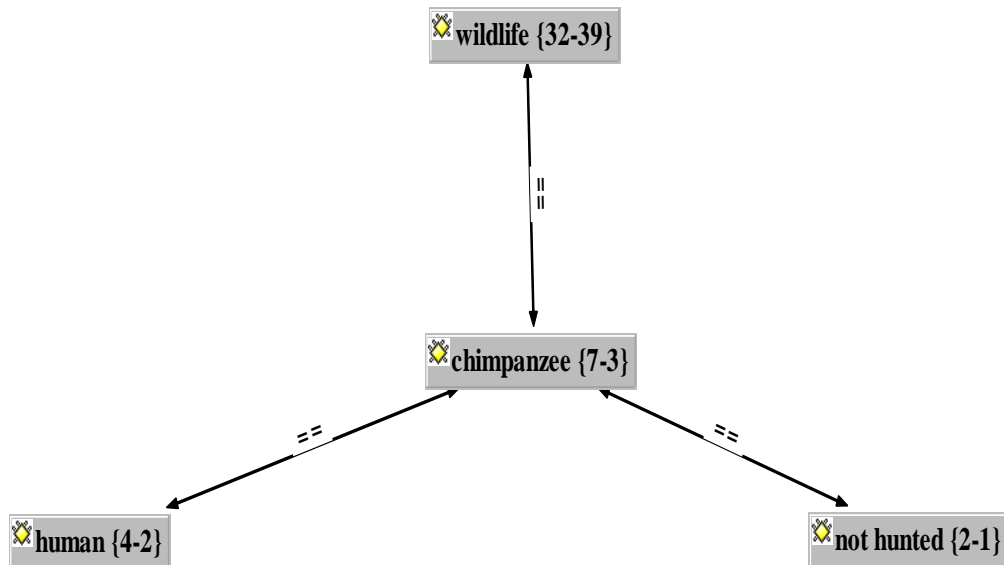 wildlife {32-39}
==
chimpanzee {7-3}
==
==
human {4-2}
not hunted {2-1}